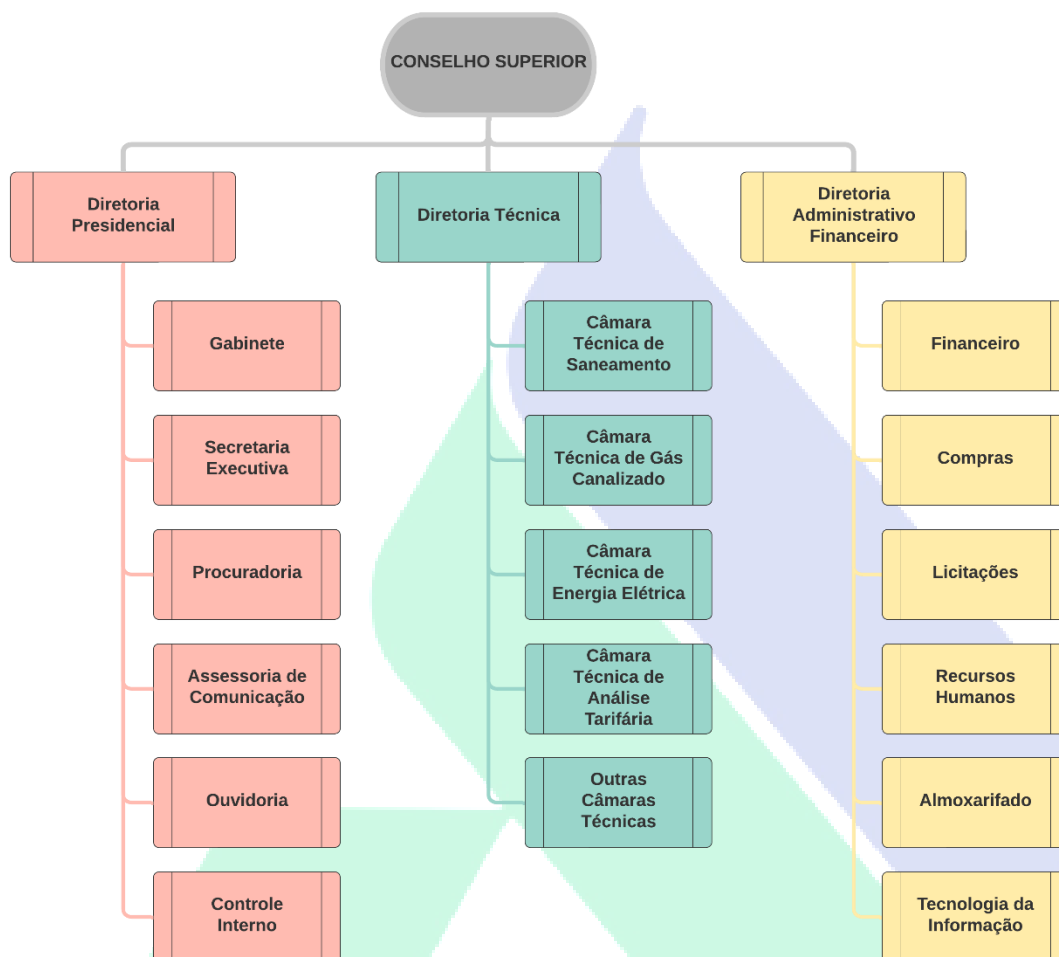 CONSELHO SUPERIOR
Diretoria
Presidencial
Diretoria Técnica
Diretoria
Administrativo
Financeiro
Gabinete
Secretaria
Executiva
Procuradoria
Assessoria de
Comunicação
Ouvidoria
Controle
Interno
Câmara
Técnica de
Saneamento
Câmara
Técnica de Gás
Canalizado
Câmara
Técnica de
Energia Elétrica
Câmara
Técnica de
Análise
Tarifária
Outras
Câmaras
Técnicas
Financeiro
Compras
Licitações
Recursos
Humanos
Almoxarifado
Tecnologia da
Informação